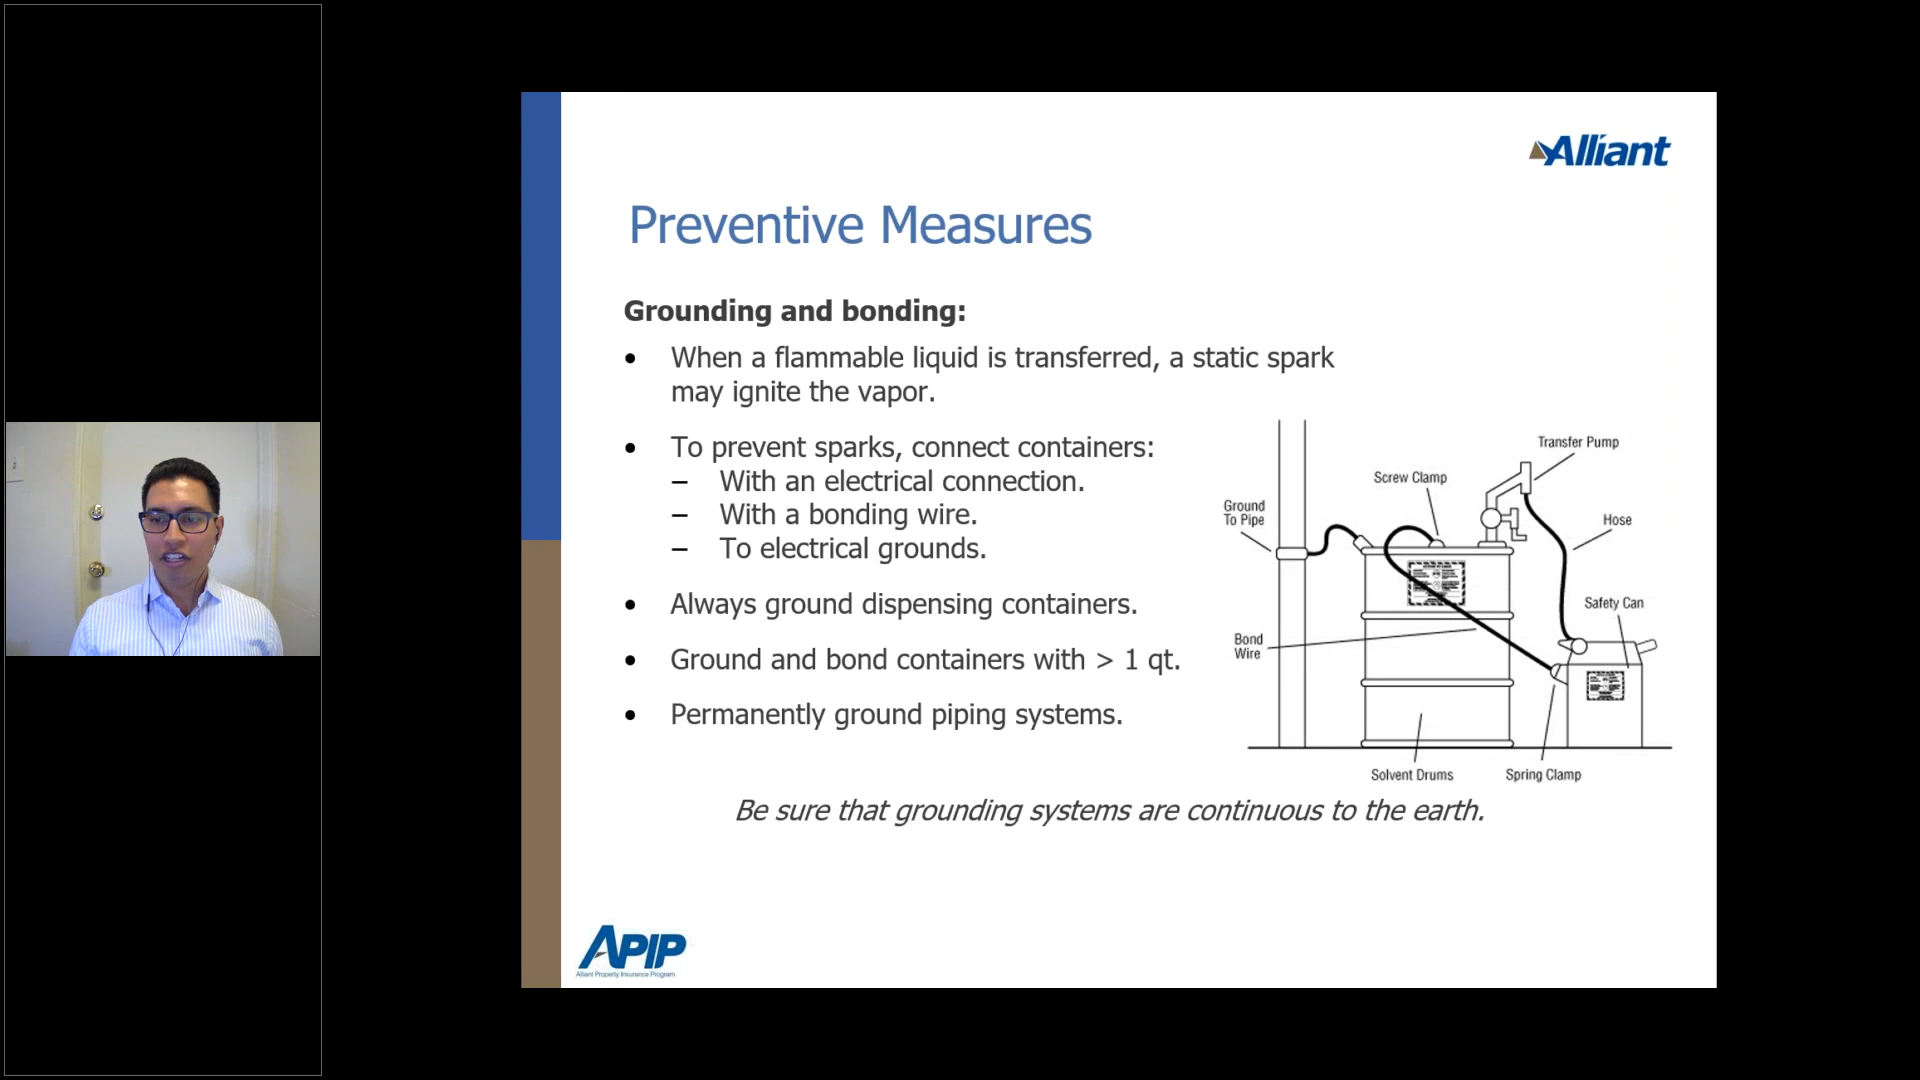 Alliant
Preventive Measures
Grounding and bonding:
• When a flammable liquid is transferred, a static spark
may ignite the vapor.
• To prevent sparks, connect containers:
– With an electrical connection.
– With a bonding wire.
– To electrical grounds.
• Always ground dispensing containers.
• Ground and bond containers with > 1 qt.
• Permanently ground piping systems.
Transfer Pump
Screw Clamp
Ground
To Pipe
Hose
Safety Can
Bond
Wire
Solvent Drums
Spring Clamp
Be sure that grounding systems are continuous to the earth.
APIP
Alliant Property Insurance Program